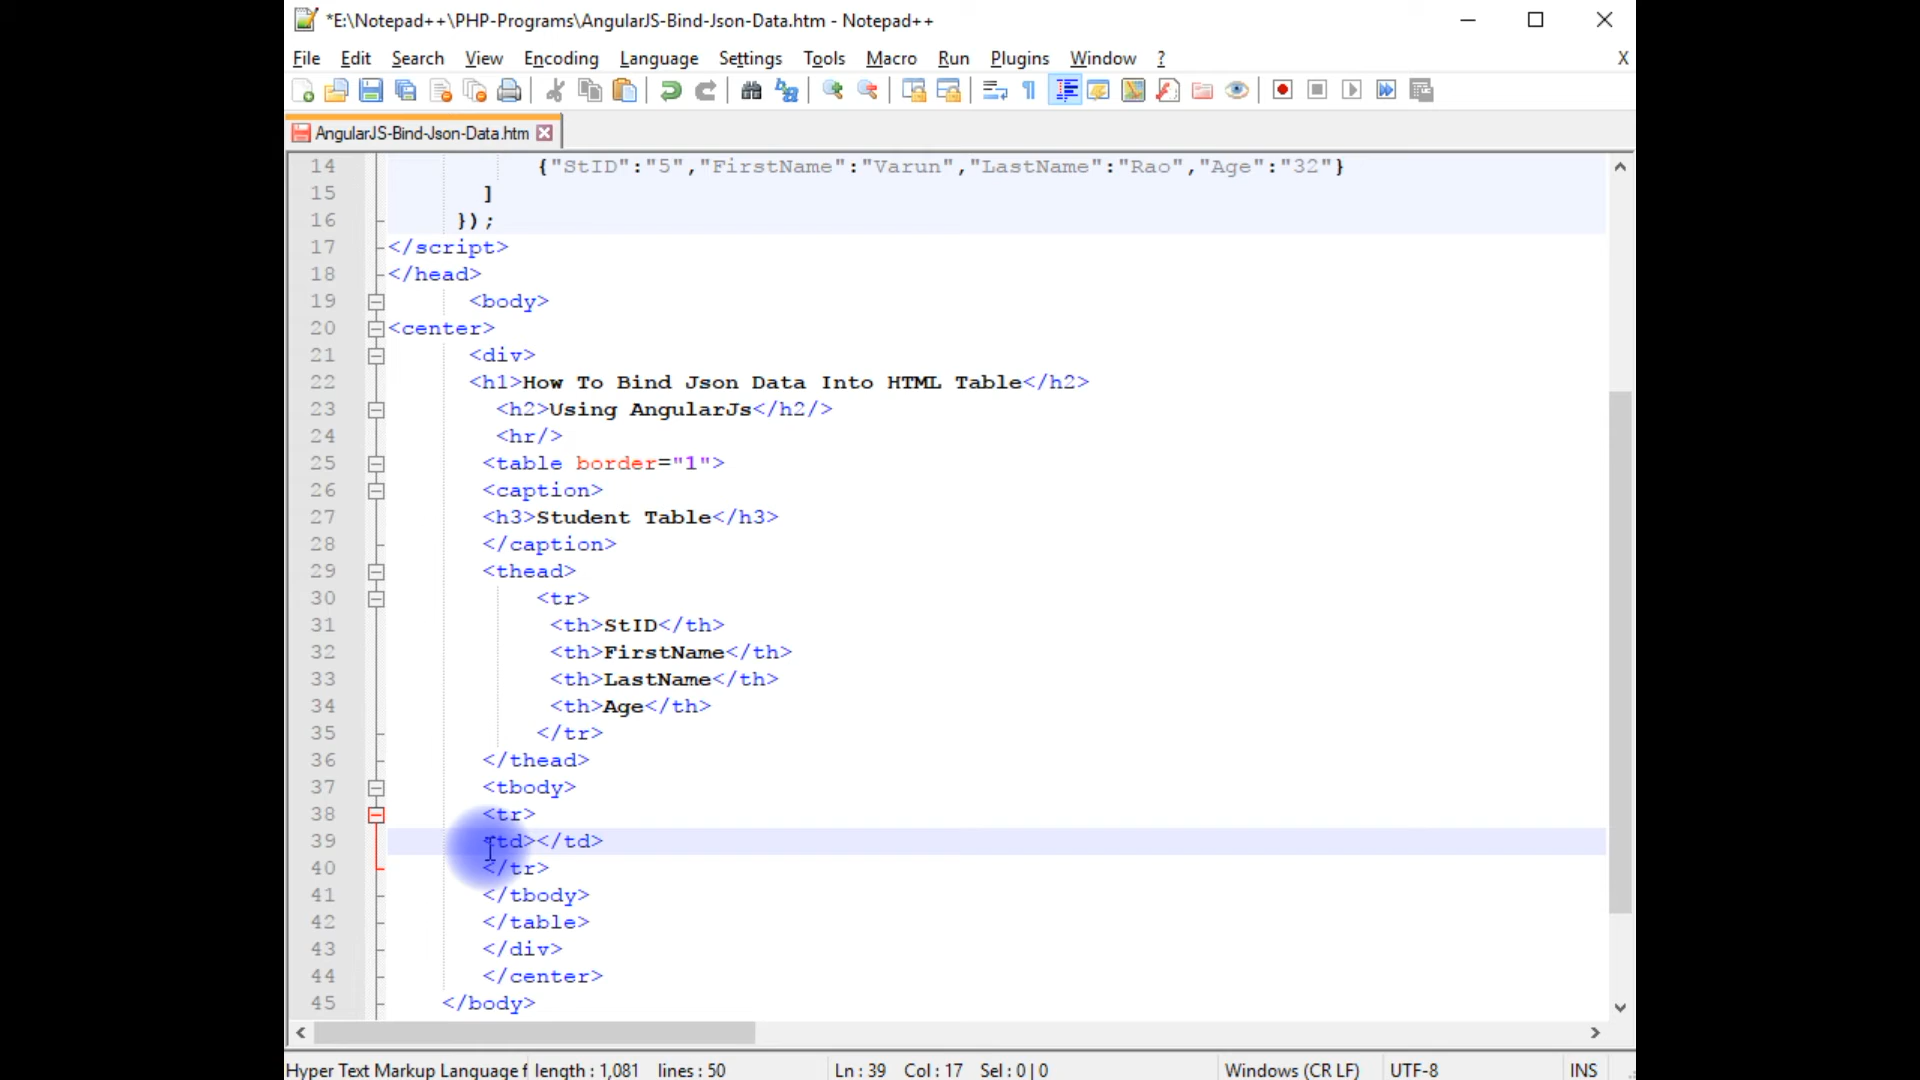 *E:\Notepad++\PHP-Programs\AngularJS-Bind-Json-Data.htm - Notepad++
File Edit Search View Encoding Language Settings Tools Macro Run Plugins Window ? X
AngularJS-Bind-Json-Data.htm
14 {"StID":"5","FirstName":"Varun","LastName":"Rao","Age":"32"}
15 ]
16 });
17 </script>
18 </head>
19 <body>
20 <center>
21 <div>
22 <h1>How To Bind Json Data Into HTML Table</h2>
23 <h2>Using AngularJs</h2/>
24 <hr/>
25 <table border="1">
26 <caption>
27 <h3>Student Table</h3>
28 </caption>
29 <thead>
30 <tr>
31 <th>StID</th>
32 <th>FirstName</th>
33 <th>LastName</th>
34 <th>Age</th>
35 </tr>
36 </thead>
37 <tbody>
38 <tr>
39 <td></td>
40 </tr>
41 </tbody>
42 </table>
43 </div>
44 </center>
45 </body>
Hyper Text Markup Language f length : 1,081 lines : 50 Ln : 39 Col : 17 Sel : 0 | 0 Windows (CR LF) UTF-8 INS